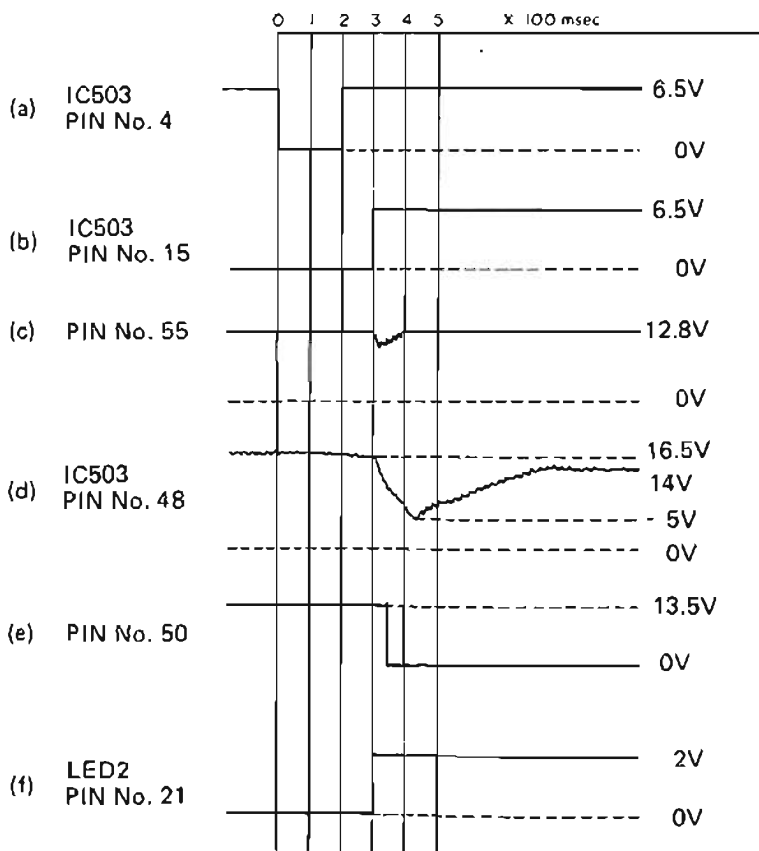 0 1 2 3 4 5 X 100 msec
(a) IC503
PIN No. 4
6.5V
0V
(b) IC503
PIN No. 15
6.5V
0V
(c) PIN No. 55
12.8V
0V
(d) IC503
PIN No. 48
16.5V
14V
5V
0V
(e) PIN No. 50
13.5V
0V
(f) LED2
PIN No. 21
2V
0V